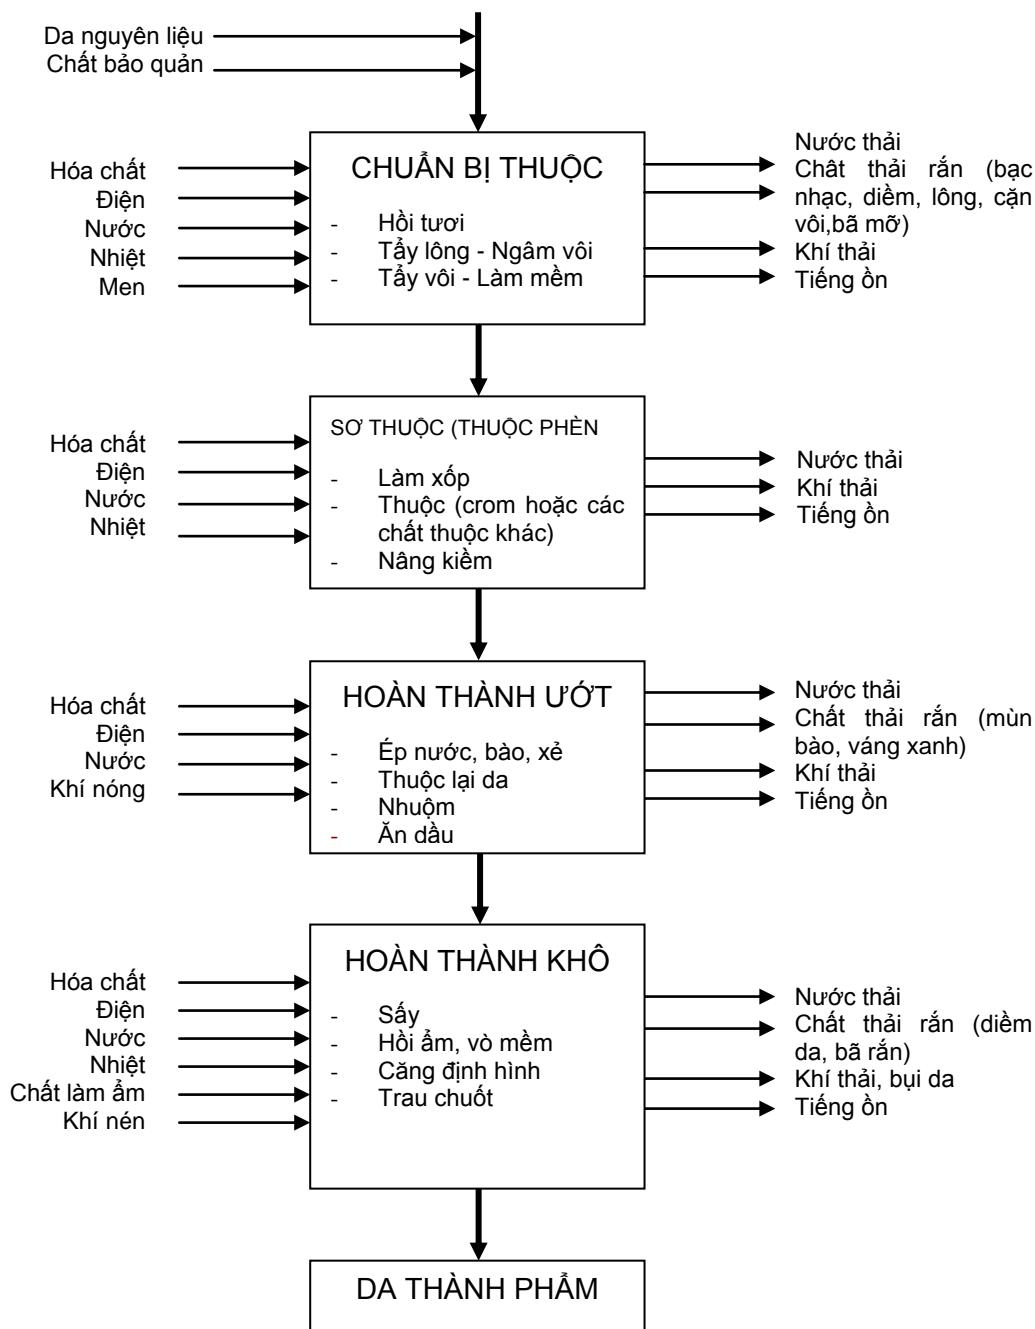 Da nguyên liệu
Chất bảo quản
Hóa chất
Điện
Nước
Nhiệt
Men
CHUẨN BỊ THUỘC
- Hồi tươi
- Tẩy lông - Ngâm vôi
- Tẩy vôi - Làm mềm
Nước thải
Chât thải rắn (bạc
nhạc, diềm, lông, cặn
vôi,bã mỡ)
Khí thải
Tiếng ồn
Hóa chất
Điện
Nước
Nhiệt
SƠ THUỘC (THUỘC PHÈN
- Làm xốp
- Thuộc (crom hoặc các
chất thuộc khác)
- Nâng kiềm
Nước thải
Khí thải
Tiếng ồn
Hóa chất
Điện
Nước
Khí nóng
HOÀN THÀNH ƯỚT
- Ép nước, bào, xẻ
- Thuộc lại da
- Nhuộm
- Ăn dầu
Nước thải
Chất thải rắn (mùn
bào, váng xanh)
Khí thải
Tiếng ồn
Hóa chất
Điện
Nước
Nhiệt
Chất làm ẩm
Khí nén
HOÀN THÀNH KHÔ
- Sấy
- Hồi ẩm, vò mềm
- Căng định hình
- Trau chuốt
Nước thải
Chất thải rắn (diềm
da, bã rắn)
Khí thải, bụi da
Tiếng ồn
DA THÀNH PHẨM